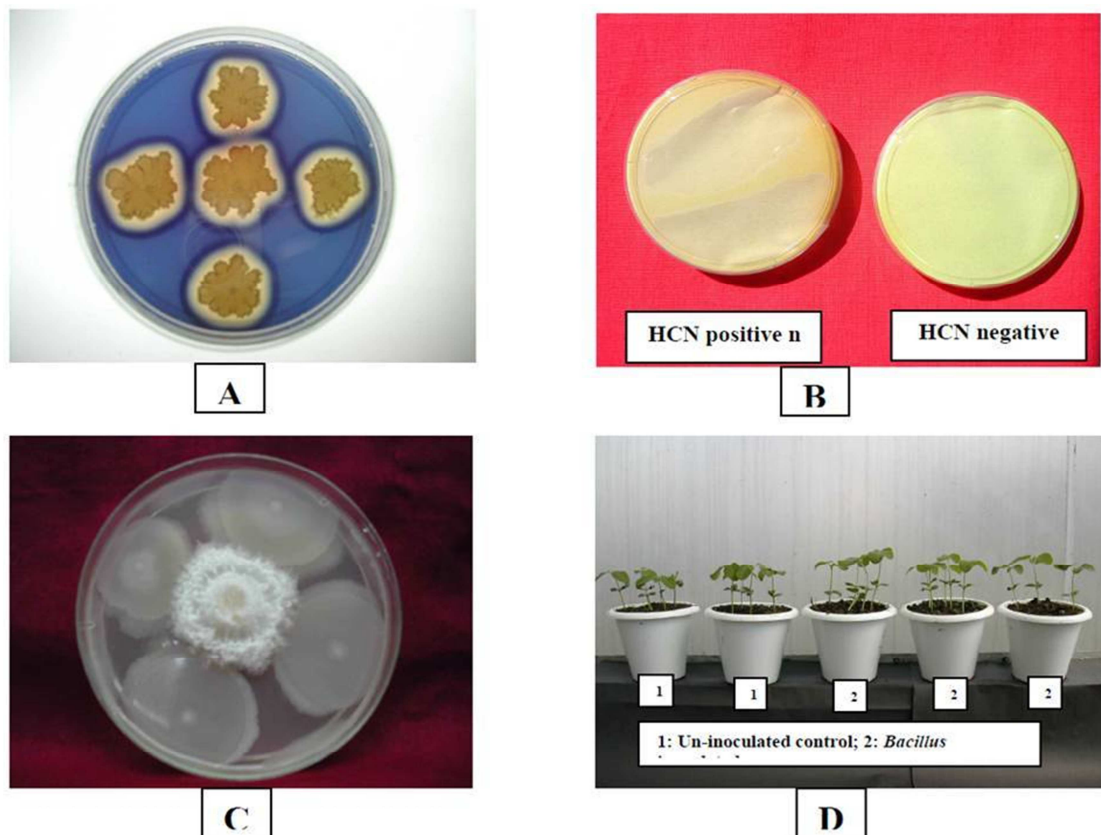 HCN positive n
HCN negative
A
B
1
1
2
2
2
1: Un-inoculated control; 2: Bacillus
C
D